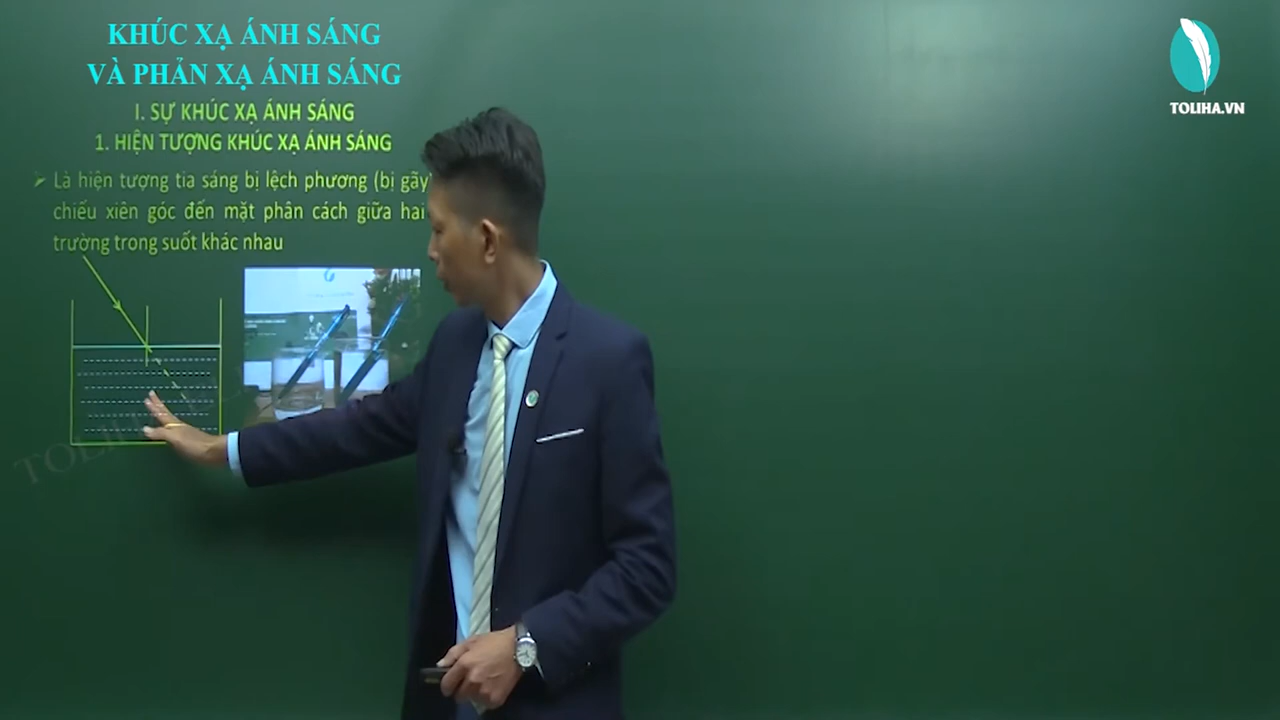 KHÚC XẠ ÁNH SÁNG
VÀ PHẢN XẠ ÁNH SÁNG
I. SỰ KHÚC XẠ ÁNH SÁNG
1. HIỆN TƯỢNG KHÚC XẠ ÁNH SÁNG
Là hiện tượng tia sáng bị lệch phương (bị gãy
chiếu xiên góc đến mặt phân cách giữa hai
trường trong suốt khác nhau
TOLIHA.VN